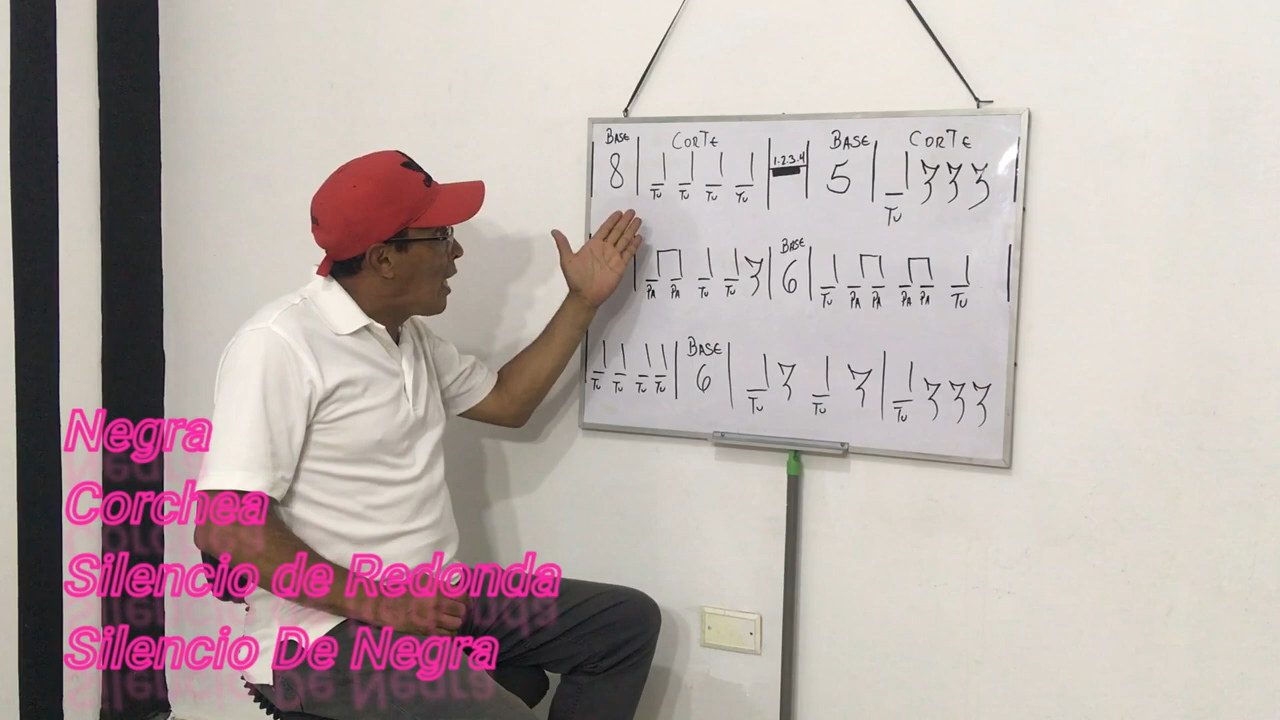 BASE CORTE BASE CORTE
8 1.2.3.4 5
Tu Tu Tu Tu Tu
BASE
6
PA PA Tu Tu Tu PA PA PA PA Tu
BASE
6
Tu Tu Tu Tu Tu Tu Tu
Negra
Corchea
Silencio de Redonda
Silencio De Negra